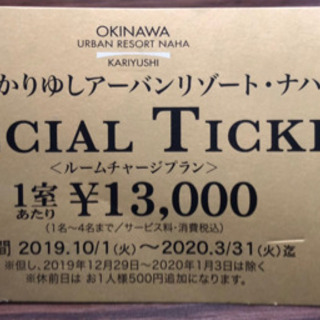 OKINAWA
URBAN RESORT NAHA
KARIYUSHI
かりゆしアーバンリゾート・ナハ
CIAL TICKE
<ルームチャージプラン>
1室あたり ¥13,000
(1名~4名まで/サービス料・消費税込)
間 2019.10/1(火)~2020.3/31(火)迄
※但し、2019年12月29日~2020年1月3日は除く
※休前日は お1人様500円追加になります。